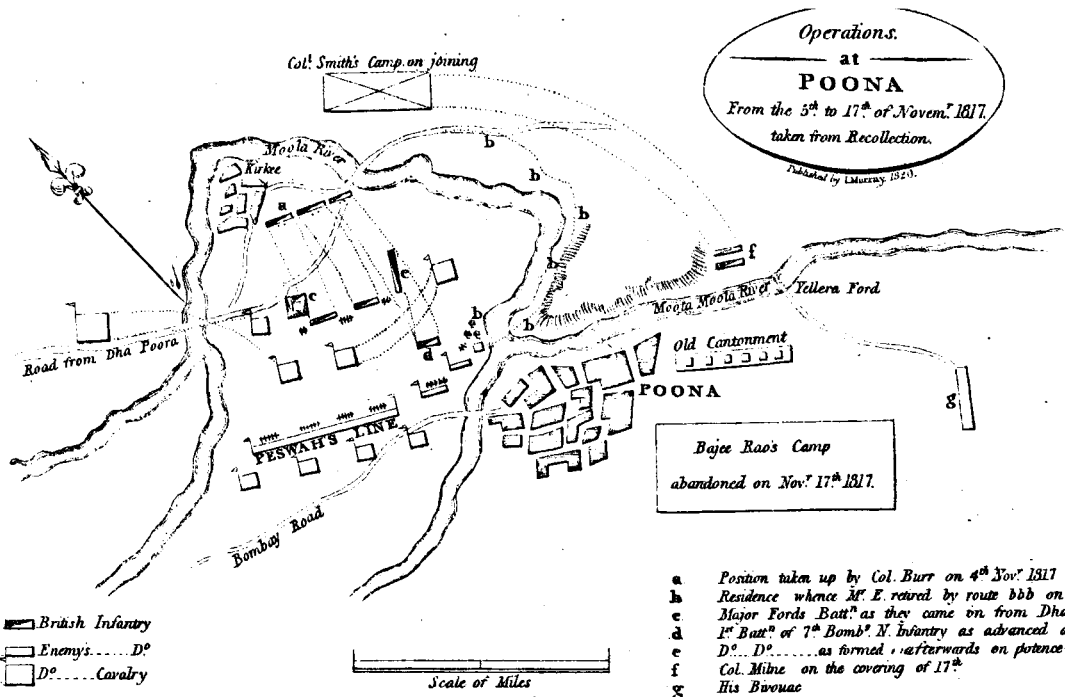 Operations.
at
POONA
From the 5th to 17th of Novemr 1817.
taken from Recollection.
Published by I. Murray. 1820.
Coll Smith's Camp on joining
Moola River
Kirkee
a
b
b
b
b
b
b
c
e
d
e
f
g
Road from Dha Poora
Moota Moola River
Yellera Ford
Old Cantonment
POONA
PESWAH'S LINE
Bombay Road
Bajee Rao's Camp
abandoned on Novr 17th 1817.
British Infantry
Enemy's...... Do
Do...... Cavalry
Scale of Miles
a Position taken up by Col. Burr on 4th Novr 1817
b Residence whence Mr E. retired by route bbb on
c Major Fords Battn as they came on from Dha
d 1st Battn of 7th Bombs. N. Infantry as advanced
e Do... Do...... as formed afterwards on potence
f Col. Milne on the covering of 17th
g His Bivouac